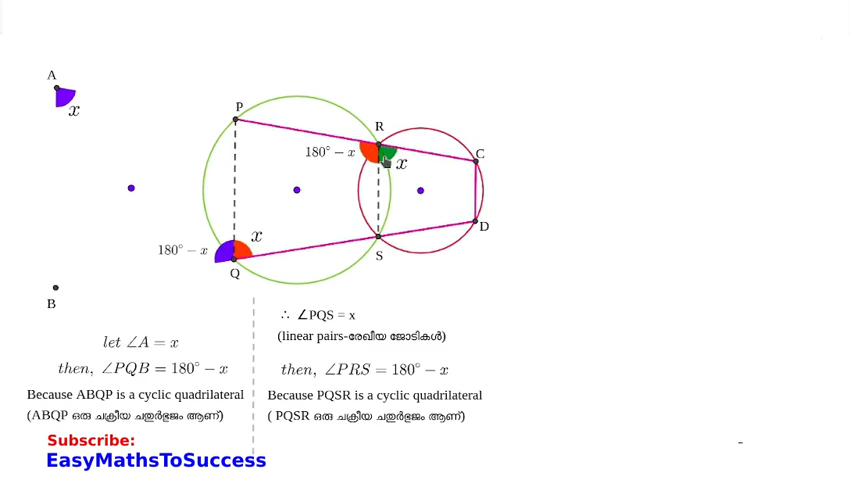 A
x
P
R
180° − x
x
C
D
180° − x
x
Q
S
B
let ∠A = x
then, ∠PQB = 180° − x
Because ABQP is a cyclic quadrilateral
(ABQP ഒരു ചക്രീയ ചതുർഭുജം ആണ്)
∴ ∠PQS = x
(linear pairs-രേഖീയ ജോടികൾ)
then, ∠PRS = 180° − x
Because PQSR is a cyclic quadrilateral
( PQSR ഒരു ചക്രീയ ചതുർഭുജം ആണ്)
Subscribe:
EasyMathsToSuccess